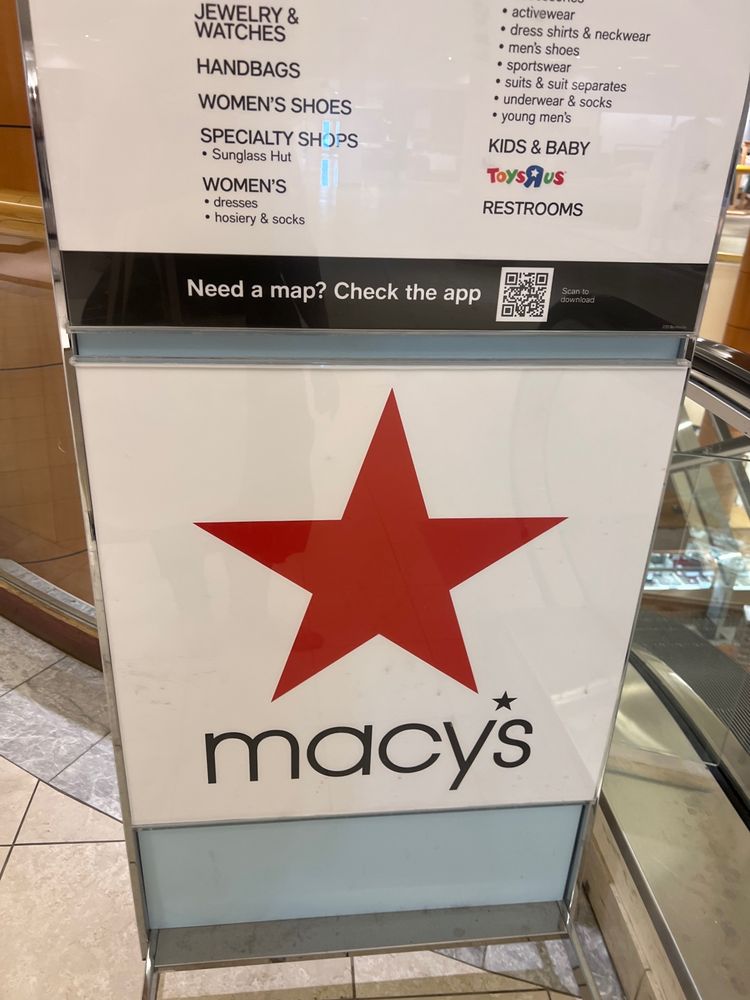 JEWELRY &
WATCHES
HANDBAGS
WOMEN'S SHOES
SPECIALTY SHOPS
• Sunglass Hut
WOMEN'S
• dresses
• hosiery & socks
• activewear
• dress shirts & neckwear
• men's shoes
• sportswear
• suits & suit separates
• underwear & socks
• young men's
KIDS & BABY
TOYSRUS
RESTROOMS
Need a map? Check the app
Scan to
download
macy's